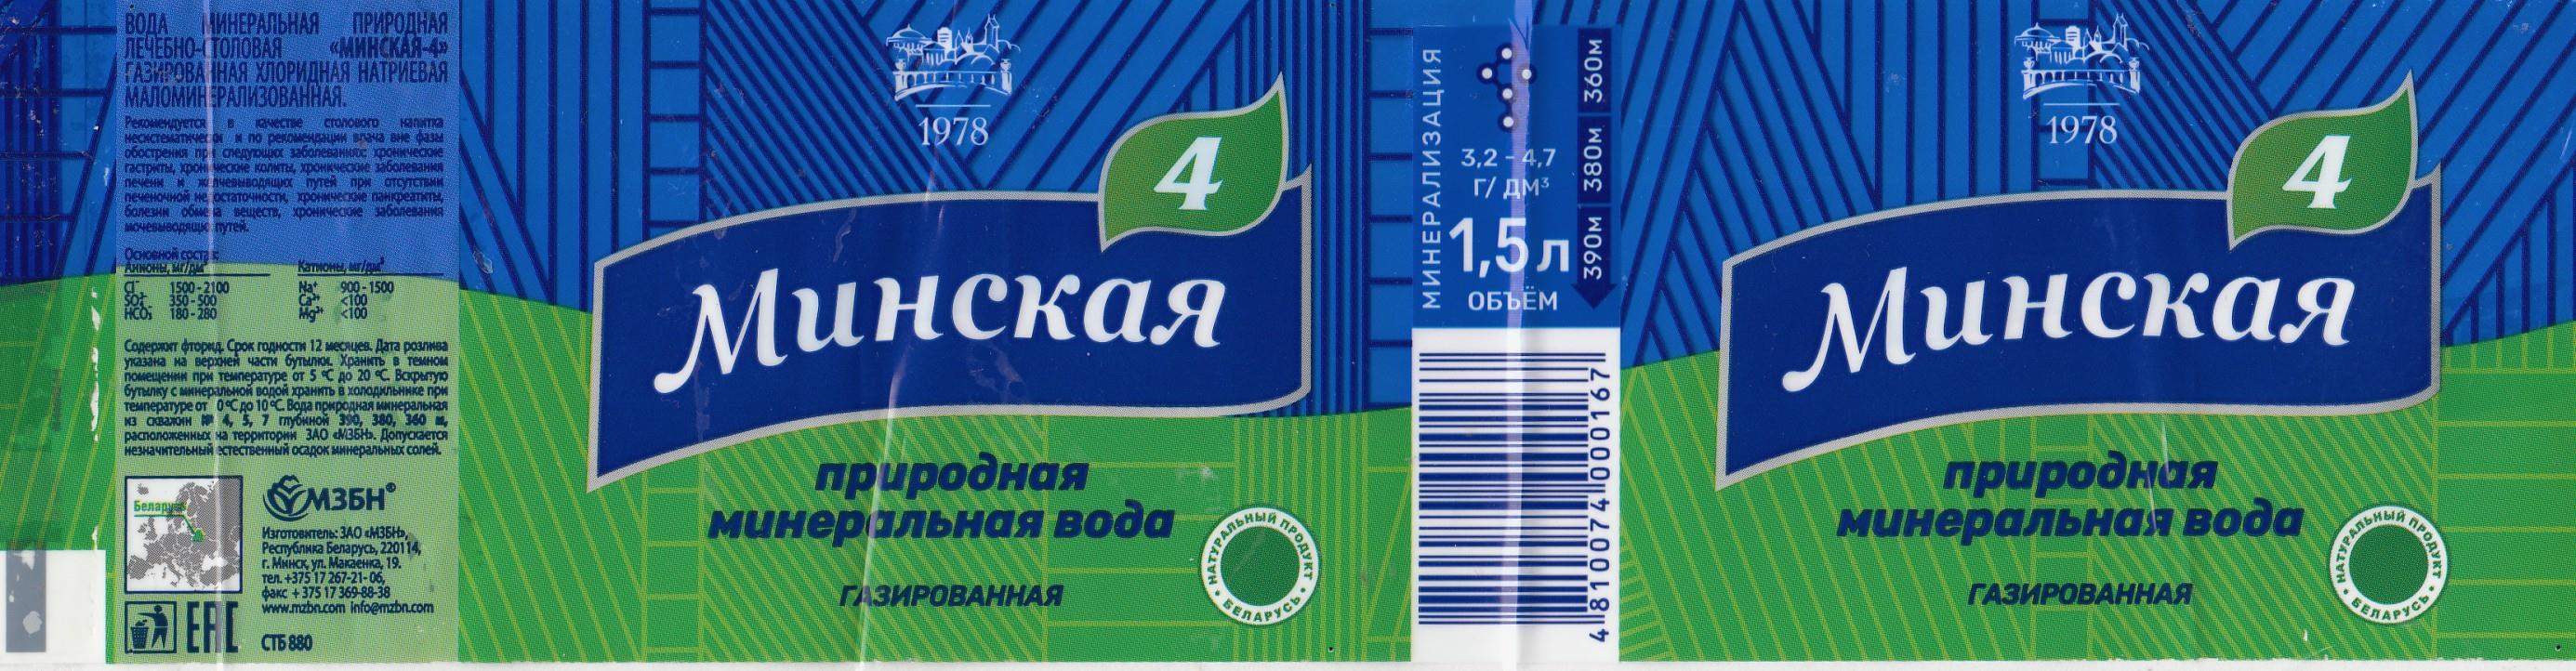 ВОДА МИНЕРАЛЬНАЯ ПРИРОДНАЯ
ЛЕЧЕБНО-СТОЛОВАЯ «МИНСКАЯ-4»
ГАЗИРОВАННАЯ ХЛОРИДНАЯ НАТРИЕВАЯ
МАЛОМИНЕРАЛИЗОВАННАЯ.
Рекомендуется в качестве столового напитка
несистематически и по рекомендации врача вне фазы
обострения при следующих заболеваниях: хронические
гастриты, хронические колиты, хронические заболевания
печени и желчевыводящих путей при отсутствии
печеночной недостаточности, хронические панкреатиты,
болезни обмена веществ, хронические заболевания
мочевыводящих путей.
Основной состав:
Анионы, мг/дм³ Катионы, мг/дм³
Cl⁻ 1500 - 2100 Na⁺ 900 - 1500
SO₄²⁻ 350 - 500 Ca²⁺ <100
HCO₃⁻ 180 - 280 Mg²⁺ <100
Содержит фторид. Срок годности 12 месяцев. Дата розлива
указана на верхней части бутылки. Хранить в темном
помещении при температуре от 5 °С до 20 °С. Вскрытую
бутылку с минеральной водой хранить в холодильнике при
температуре от 0 °С до 10 °С. Вода природная минеральная
из скважин № 4, 5, 7 глубиной 390, 380, 360 м,
расположенных на территории ЗАО «МЗБН». Допускается
незначительный естественный осадок минеральных солей.
Беларусь
МЗБН®
Изготовитель: ЗАО «МЗБН»,
Республика Беларусь, 220114,
г. Минск, ул. Макаенка, 19.
тел. +375 17 267-21- 06,
факс + 375 17 369-88-38
www.mzbn.com info@mzbn.com
EAC
СТБ 880
1978
4
Минская
природная
минеральная вода
ГАЗИРОВАННАЯ
НАТУРАЛЬНЫЙ ПРОДУКТ • БЕЛАРУСЬ •
МИНЕРАЛИЗАЦИЯ
3,2 - 4,7
Г/ ДМ³
1,5 л
ОБЪЁМ
360М
380М
390М
4 810074 000167
1978
4
Минская
природная
минеральная вода
ГАЗИРОВАННАЯ
НАТУРАЛЬНЫЙ ПРОДУКТ • БЕЛАРУСЬ •